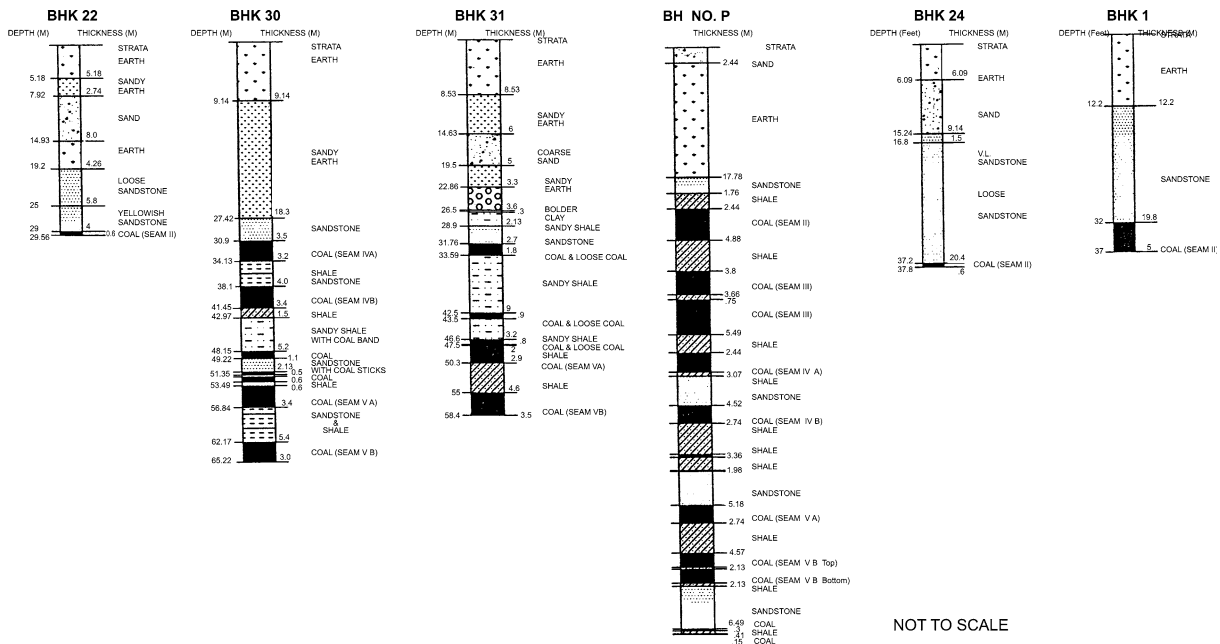 BHK 22
DEPTH (M) THICKNESS (M)
STRATA
EARTH
5.18 5.18
SANDY
EARTH
7.92 2.74
SAND
14.93 8.0
EARTH
19.2 4.26
LOOSE
SANDSTONE
25 5.8
YELLOWISH
SANDSTONE
29 4
29.56 0.6 COAL (SEAM II)
BHK 30
DEPTH (M) THICKNESS (M)
STRATA
EARTH
9.14 9.14
SANDY
EARTH
27.42 18.3
SANDSTONE
30.9 3.5
COAL (SEAM IVA)
34.13 3.2
SHALE
SANDSTONE
38.1 4.0
COAL (SEAM IVB)
41.45 3.4
SHALE
42.97 1.5
SANDY SHALE
WITH COAL BAND
48.15 5.2
COAL
49.22 1.1
SANDSTONE
2.13
WITH COAL STICKS
51.35 0.5
COAL
0.6
SHALE
53.49 0.6
COAL (SEAM V A)
56.84 3.4
SANDSTONE
&
SHALE
62.17 5.4
COAL (SEAM V B)
65.22 3.0
BHK 31
DEPTH (M) THICKNESS (M)
STRATA
EARTH
8.53 8.53
SANDY
EARTH
14.63 6
COARSE
SAND
19.5 5
SANDY
EARTH
22.86 3.3
BOLDER
26.5 3.6
CLAY
.3
SANDY SHALE
28.9 2.13
SANDSTONE
31.76 2.7
COAL & LOOSE COAL
33.59 1.8
SANDY SHALE
42.5 9
COAL & LOOSE COAL
43.5 .9
SANDY SHALE
46.6 3.2
COAL & LOOSE COAL
47.5 .8
SHALE
2
COAL (SEAM VA)
50.3 2.9
SHALE
55 4.6
COAL (SEAM VB)
58.4 3.5
BH NO. P
THICKNESS (M)
STRATA
2.44 SAND
EARTH
17.78
SANDSTONE
1.76
SHALE
2.44
COAL (SEAM II)
4.88
SHALE
3.8
COAL (SEAM III)
3.66
.75
COAL (SEAM III)
5.49
SHALE
2.44
COAL (SEAM IV A)
3.07
SHALE
SANDSTONE
4.52
COAL (SEAM IV B)
2.74
SHALE
3.36
SHALE
1.98
SANDSTONE
5.18
COAL (SEAM V A)
2.74
SHALE
4.57
COAL (SEAM V B Top)
2.13
COAL (SEAM V B Bottom)
2.13
SHALE
SANDSTONE
6.49 COAL
.3 SHALE
.41
.15 COAL
BHK 24
DEPTH (Feet) THICKNESS (M)
STRATA
6.09 6.09
EARTH
SAND
15.24 9.14
16.8 1.5
V.L.
SANDSTONE
LOOSE
SANDSTONE
37.2 20.4
COAL (SEAM II)
37.8 .6
BHK 1
DEPTH (Feet) THICKNESS (M)
STRATA
EARTH
12.2 12.2
SANDSTONE
32 19.8
37 5 COAL (SEAM II)
NOT TO SCALE